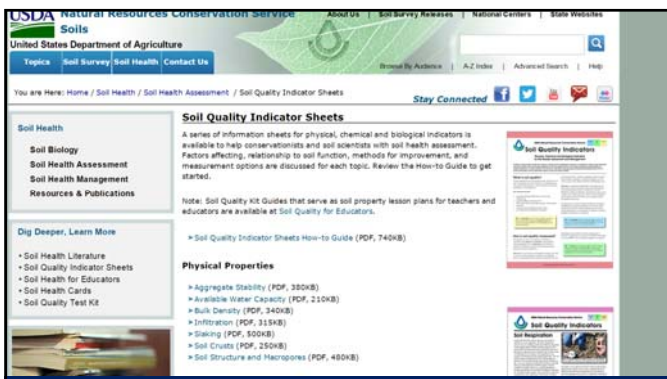 USDA Natural Resources Conservation Service
Soils
United States Department of Agriculture
About Us | Soil Survey Releases | National Centers | State Websites
Topics Soil Survey Soil Health Contact Us
Browse By Audience | A-Z Index | Advanced Search | Help
You are Here: Home / Soil Health / Soil Health Assessment / Soil Quality Indicator Sheets
Stay Connected
Soil Health
Soil Biology
Soil Health Assessment
Soil Health Management
Resources & Publications
Dig Deeper, Learn More
• Soil Health Literature
• Soil Quality Indicator Sheets
• Soil Health for Educators
• Soil Health Cards
• Soil Quality Test Kit
Soil Quality Indicator Sheets
A series of information sheets for physical, chemical and biological indicators is
available to help conservationists and soil scientists with soil health assessment.
Factors affecting, relationship to soil function, methods for improvement, and
measurement options are discussed for each topic. Review the How-to Guide to get
started.
Note: Soil Quality Kit Guides that serve as soil property lesson plans for teachers and
educators are available at Soil Quality for Educators.
► Soil Quality Indicator Sheets How-to Guide (PDF, 740KB)
Physical Properties
► Aggregate Stability (PDF, 380KB)
► Available Water Capacity (PDF, 210KB)
► Bulk Density (PDF, 340KB)
► Infiltration (PDF, 315KB)
► Slaking (PDF, 500KB)
► Soil Crusts (PDF, 250KB)
► Soil Structure and Macropores (PDF, 480KB)
Soil Quality Indicators
Soil Quality Indicators
Soil Respiration